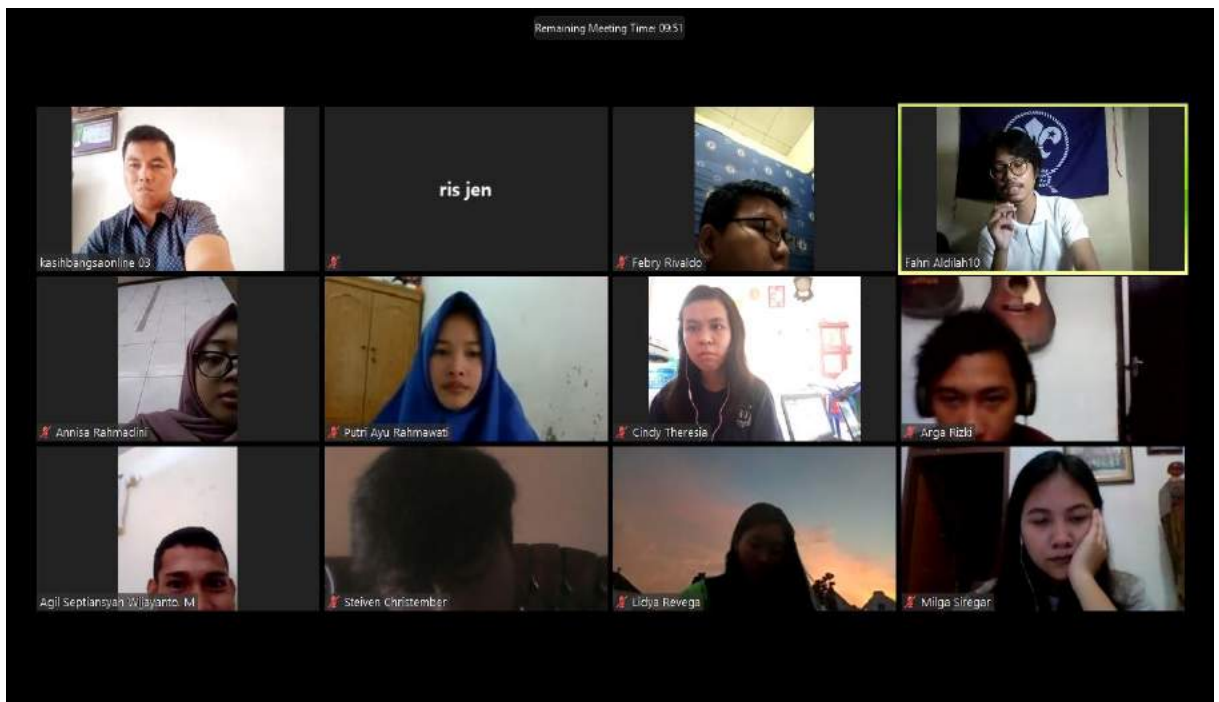 Remaining Meeting Time: 09:51
kasihbangsaonline 03
ris jen
Febry Rivaldo
Fahri Aldilah10
Annisa Rahmadini
Putri Ayu Rahmawati
Cindy Theresia
Arga Rizki
Agil Septiansyah Wijayanto. M
Steiven Christember
Lidya Revega
Milga Siregar